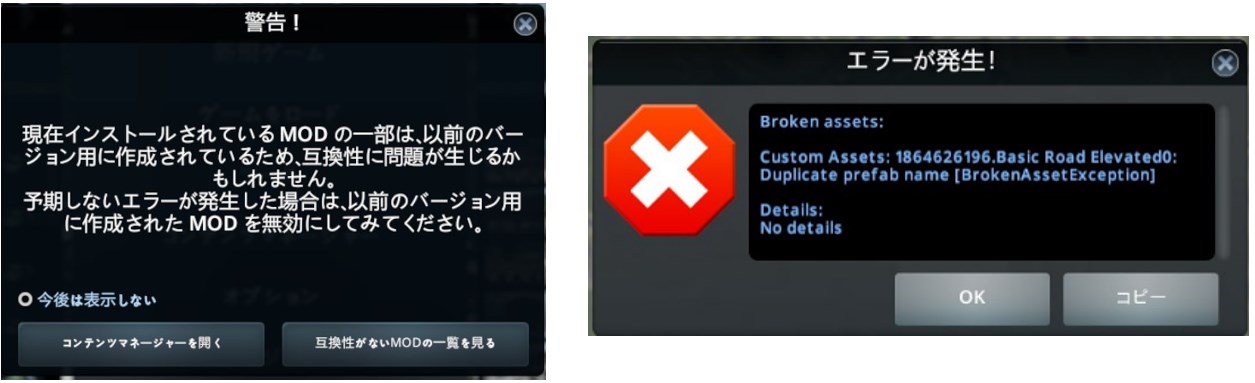 警告！
現在インストールされている MOD の一部は、以前のバー
ジョン用に作成されているため、互換性に問題が生じるか
もしれません。
予期しないエラーが発生した場合は、以前のバージョン用
に作成された MOD を無効にしてみてください。
今後は表示しない
コンテンツマネージャーを開く
互換性がないMODの一覧を見る
エラーが発生！
Broken assets:
Custom Assets: 1864626196.Basic Road Elevated0:
Duplicate prefab name [BrokenAssetException]
Details:
No details
OK
コピー